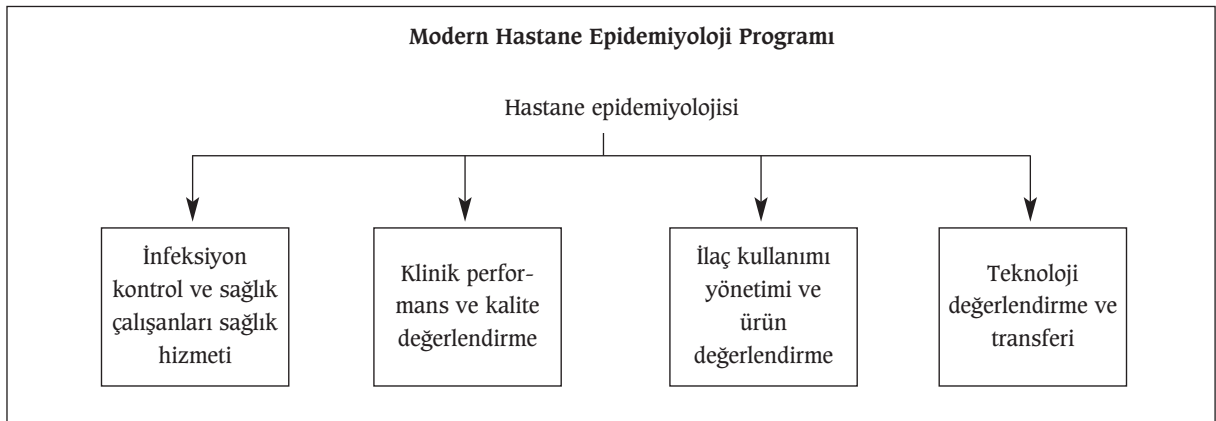 Modern Hastane Epidemiyoloji Programı
Hastane epidemiyolojisi
İnfeksiyon
kontrol ve sağlık
çalışanları sağlık
hizmeti
Klinik perfor-
mans ve kalite
değerlendirme
İlaç kullanımı
yönetimi ve
ürün
değerlendirme
Teknoloji
değerlendirme ve
transferi